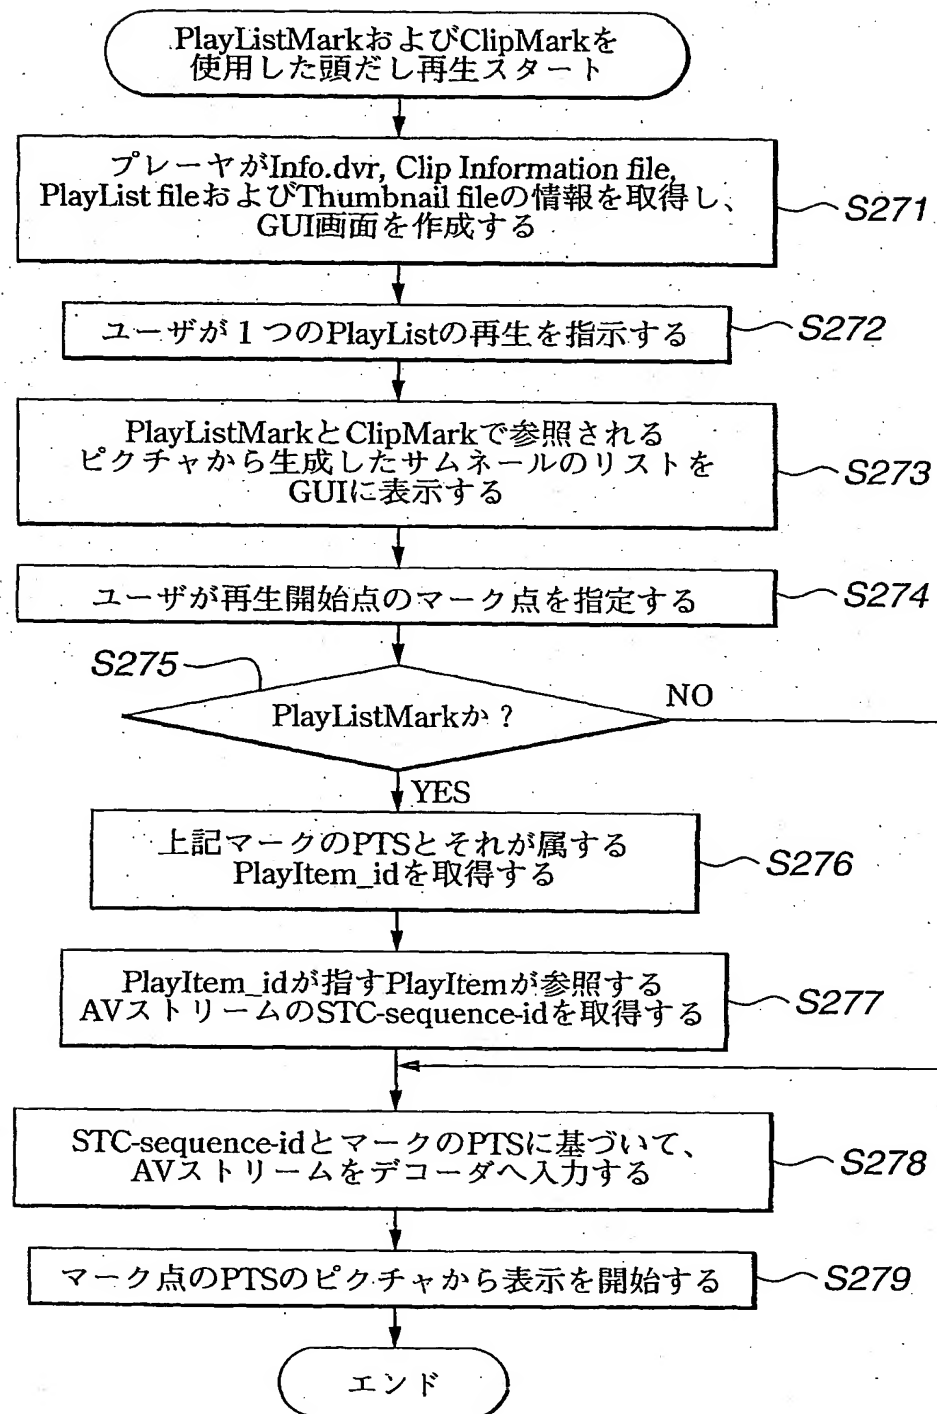 PlayListMarkおよびClipMarkを
使用した頭だし再生スタート
プレーヤがInfo.dvr, Clip Information file,
PlayList fileおよびThumbnail fileの情報を取得し、
GUI画面を作成する
S271
ユーザが１つのPlayListの再生を指示する
S272
PlayListMarkとClipMarkで参照される
ピクチャから生成したサムネールのリストを
GUIに表示する
S273
ユーザが再生開始点のマーク点を指定する
S274
S275
PlayListMarkか？
NO
YES
上記マークのPTSとそれが属する
PlayItem_idを取得する
S276
PlayItem_idが指すPlayItemが参照する
AVストリームのSTC-sequence-idを取得する
S277
STC-sequence-idとマークのPTSに基づいて、
AVストリームをデコーダへ入力する
S278
マーク点のPTSのピクチャから表示を開始する
S279
エンド